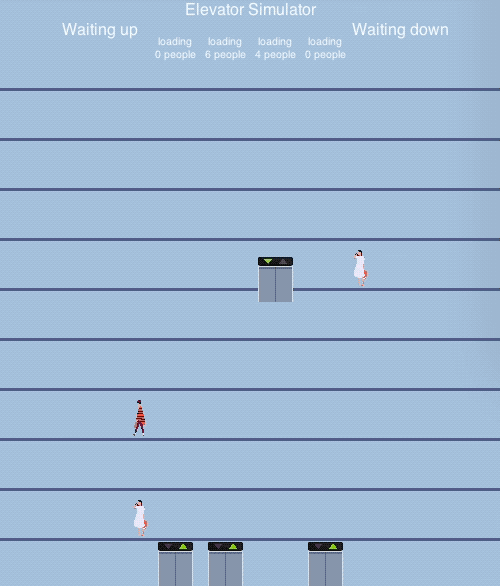 Elevator Simulator
Waiting up
Waiting down
loading
0 people
loading
6 people
loading
4 people
loading
0 people